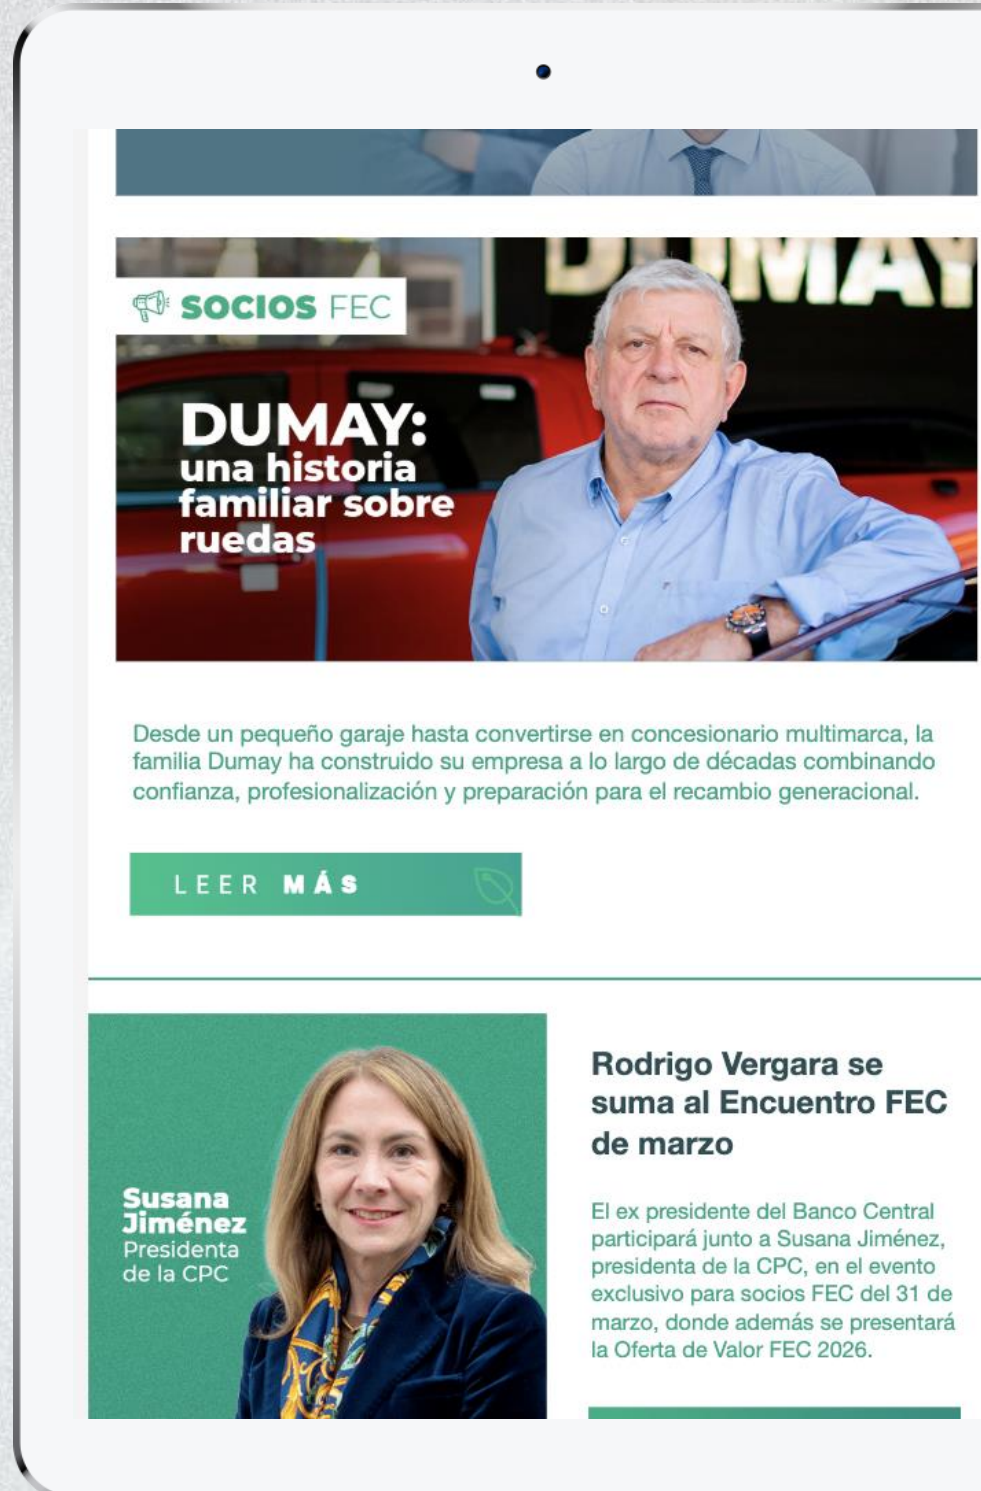 DUMAY
SOCIOS FEC
DUMAY:
una historia
familiar sobre
ruedas
Desde un pequeño garaje hasta convertirse en concesionario multimarca, la
familia Dumay ha construido su empresa a lo largo de décadas combinando
confianza, profesionalización y preparación para el recambio generacional.
LEER MÁS
Susana
Jiménez
Presidenta
de la CPC
Rodrigo Vergara se
suma al Encuentro FEC
de marzo
El ex presidente del Banco Central
participará junto a Susana Jiménez,
presidenta de la CPC, en el evento
exclusivo para socios FEC del 31 de
marzo, donde además se presentará
la Oferta de Valor FEC 2026.